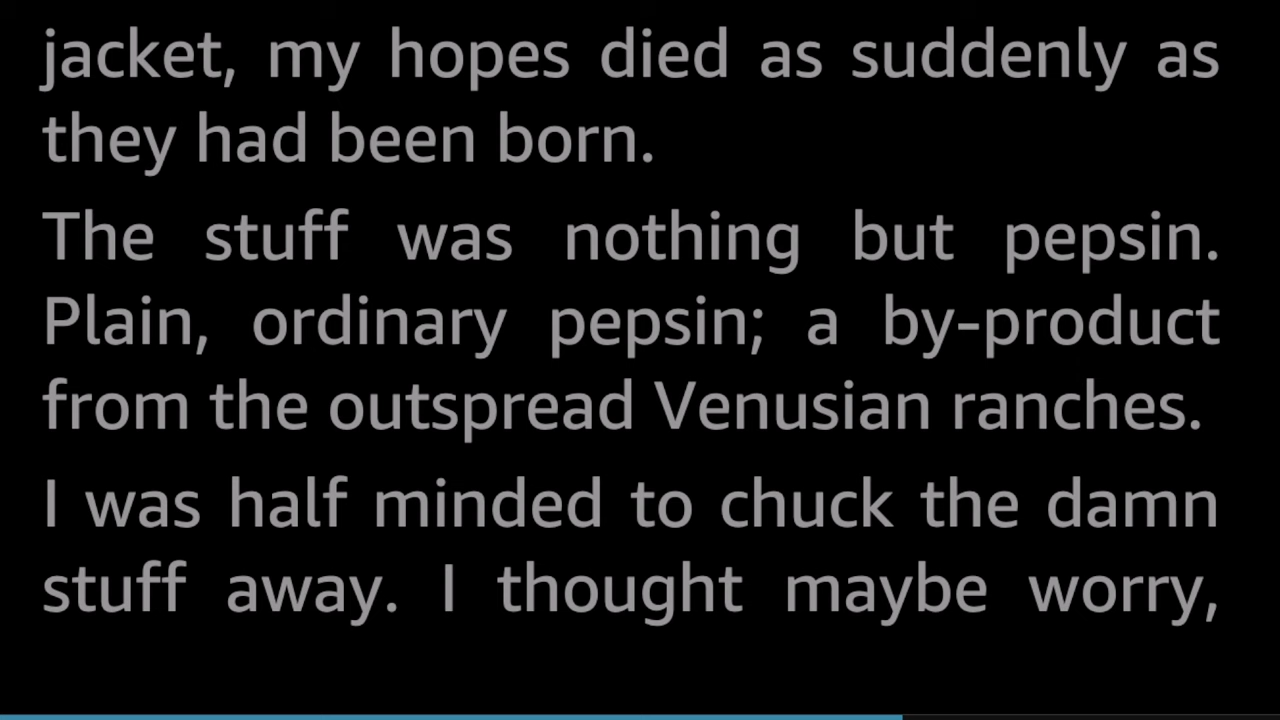 jacket, my hopes died as suddenly as
they had been born.
The stuff was nothing but pepsin.
Plain, ordinary pepsin; a by-product
from the outspread Venusian ranches.
I was half minded to chuck the damn
stuff away. I thought maybe worry,